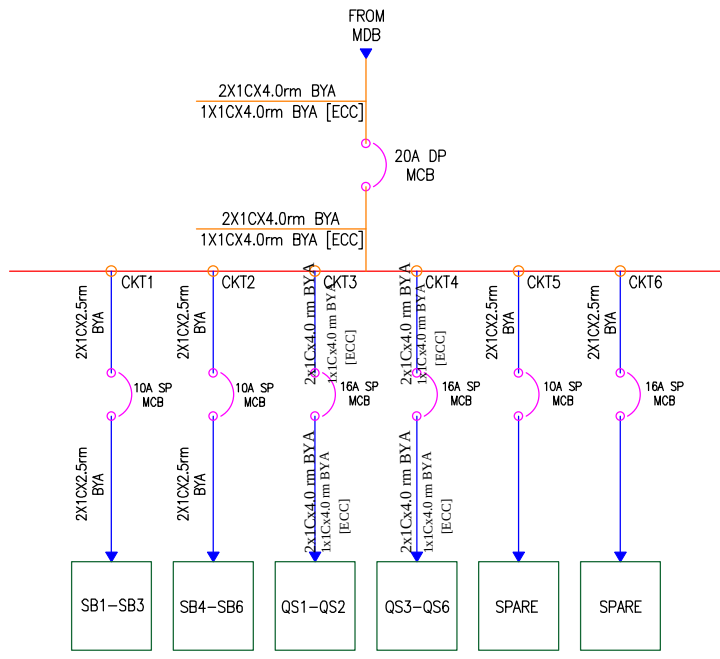 FROM
MDB
2X1CX4.0rm BYA
1X1CX4.0rm BYA [ECC]
20A DP
MCB
2X1CX4.0rm BYA
1X1CX4.0rm BYA [ECC]
CKT1
CKT2
CKT3
CKT4
CKT5
CKT6
2X1CX2.5rm
BYA
2X1CX2.5rm
BYA
2x1Cx4.0 rm BYA
1x1Cx4.0 rm BYA
[ECC]
2x1Cx4.0 rm BYA
1x1Cx4.0 rm BYA
[ECC]
2X1CX2.5rm
BYA
2X1CX2.5rm
BYA
10A SP
MCB
10A SP
MCB
16A SP
MCB
16A SP
MCB
10A SP
MCB
16A SP
MCB
2X1CX2.5rm
BYA
2X1CX2.5rm
BYA
2x1Cx4.0 rm BYA
1x1Cx4.0 rm BYA
[ECC]
2x1Cx4.0 rm BYA
1x1Cx4.0 rm BYA
[ECC]
SB1-SB3
SB4-SB6
QS1-QS2
QS3-QS6
SPARE
SPARE